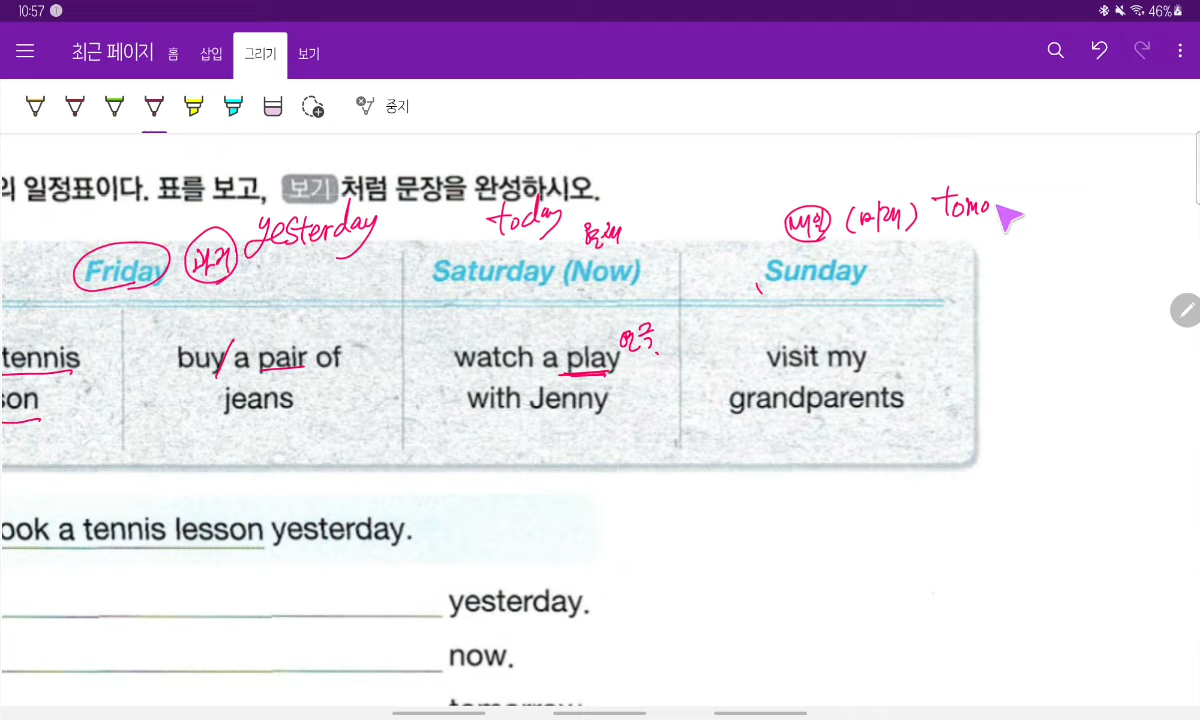 10:57
46%
최근 페이지 홈 삽입 그리기 보기
중지
의 일정표이다. 표를 보고, 보기 처럼 문장을 완성하시오.
과거 yesterday today 현재 내일 (미래) tomo
Friday Saturday (Now) Sunday
tennis buy a pair of watch a play 연극 visit my
son jeans with Jenny grandparents
ook a tennis lesson yesterday.
yesterday.
now.
tomorrow.